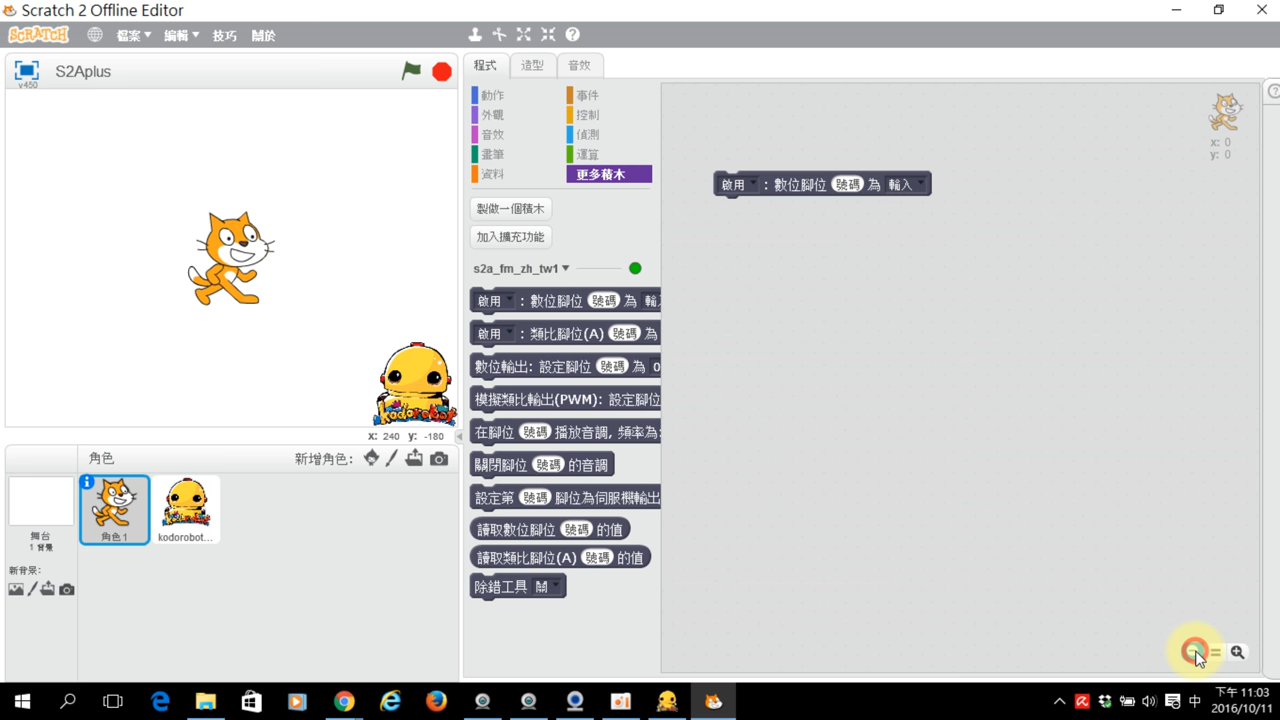 Scratch 2 Offline Editor
SCRATCH 檔案 編輯 技巧 關於
v450
S2Aplus
程式 造型 音效
動作 事件
外觀 控制
音效 偵測
畫筆 運算
資料 更多積木
製做一個積木
加入擴充功能
s2a_fm_zh_tw1
啟用 : 數位腳位 號碼 為 輸入
啟用 : 類比腳位(A) 號碼 為
數位輸出: 設定腳位 號碼 為 0
模擬類比輸出(PWM): 設定腳位
在腳位 號碼 播放音調, 頻率為:
關閉腳位 號碼 的音調
設定第 號碼 腳位為伺服機輸出
讀取數位腳位 號碼 的值
讀取類比腳位(A) 號碼 的值
除錯工具 關
啟用 : 數位腳位 號碼 為 輸入
x: 0
y: 0
kodorobot
x: 240 y: -180
角色 新增角色:
舞台
1 背景
新背景:
角色1
kodorobot...
中
下午 11:03
2016/10/11